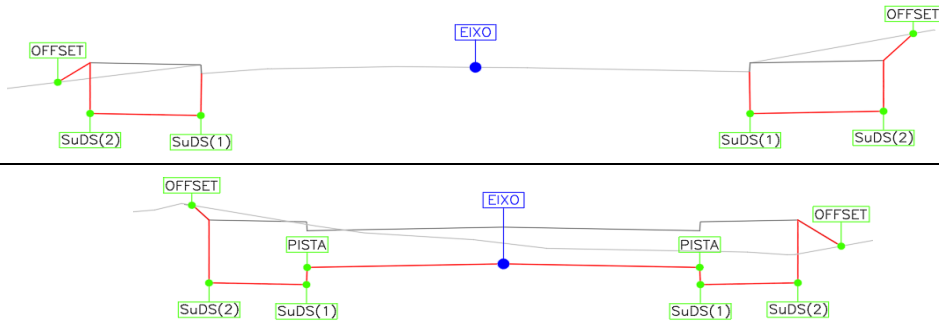 OFFSET
EIXO
OFFSET
SuDS(2)
SuDS(1)
SuDS(1)
SuDS(2)
OFFSET
EIXO
OFFSET
PISTA
PISTA
SuDS(2)
SuDS(1)
SuDS(1)
SuDS(2)